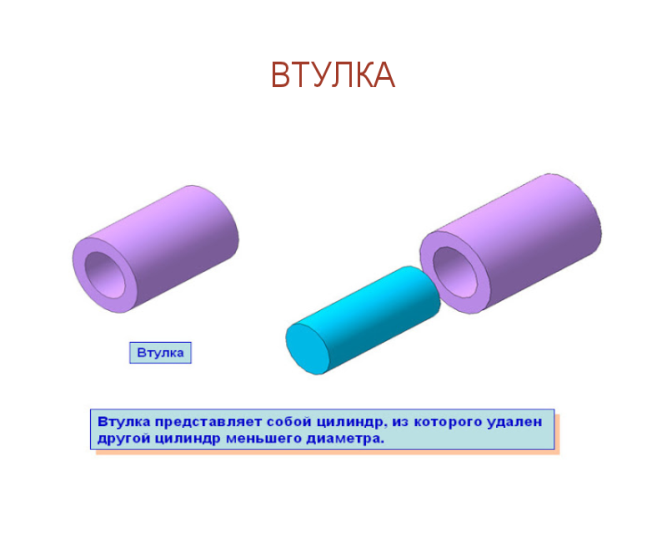 ВТУЛКА
Втулка
Втулка представляет собой цилиндр, из которого удален
другой цилиндр меньшего диаметра.